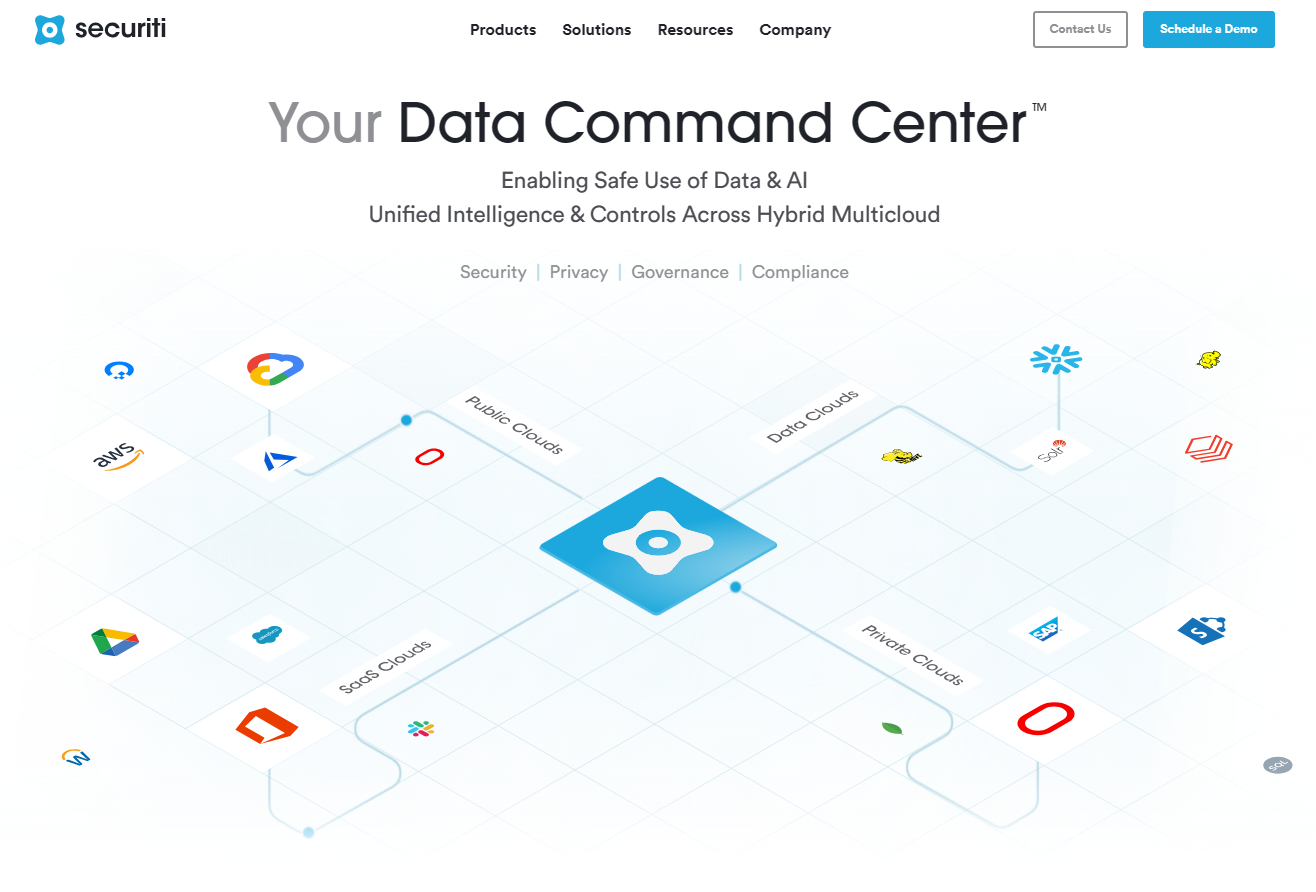 securiti
Products Solutions Resources Company
Contact Us
Schedule a Demo
Your Data Command Center™
Enabling Safe Use of Data & AI
Unified Intelligence & Controls Across Hybrid Multicloud
Security | Privacy | Governance | Compliance
Public Clouds
Data Clouds
aws
Solr
SaaS Clouds
Private Clouds
salesforce
SAP
S
SQL